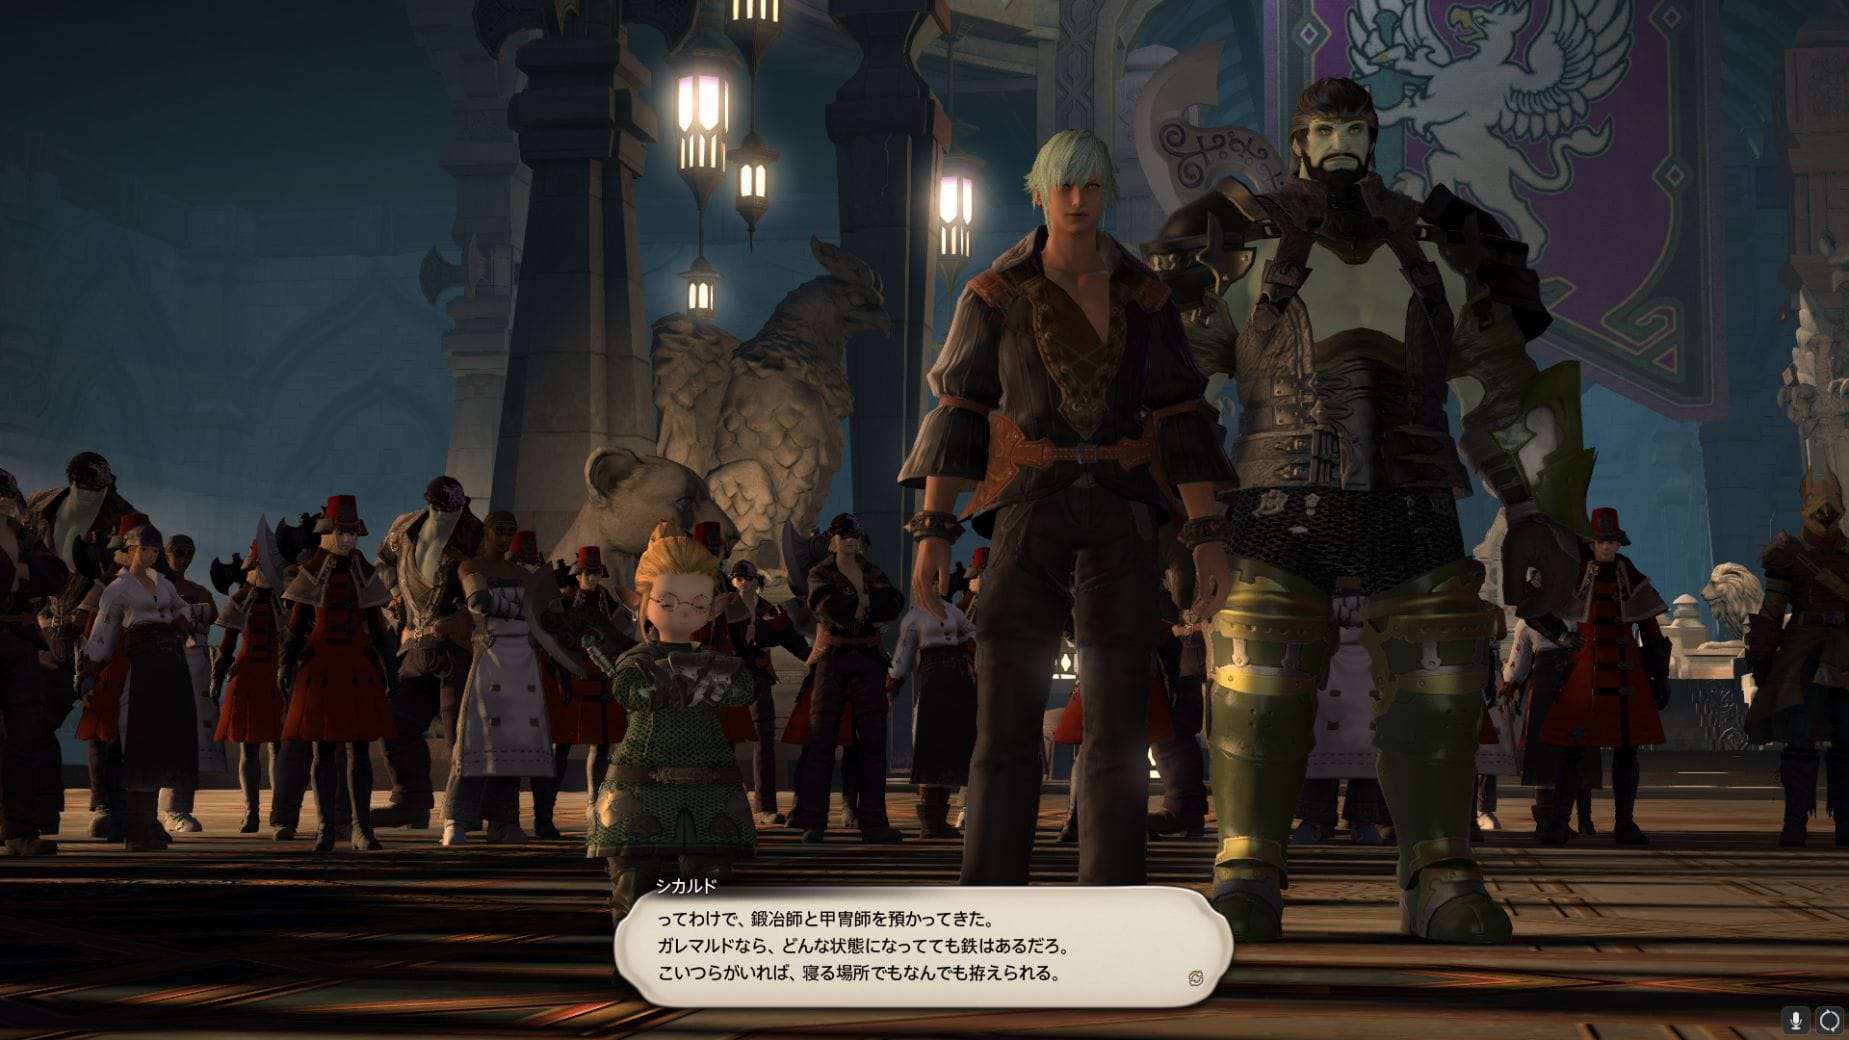 シカルド
ってわけで、鍛冶師と甲冑師を預かってきた。
ガレマルドなら、どんな状態になってても鉄はあるだろ。
こいつらがいれば、寝る場所でもなんでも拵えられる。